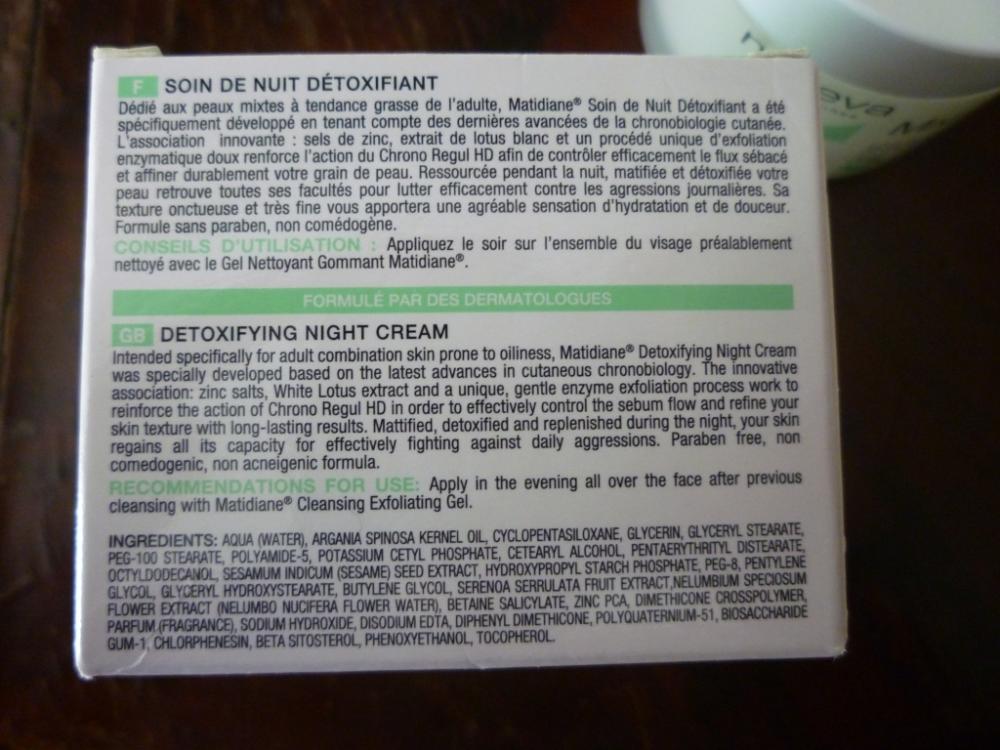 F SOIN DE NUIT DÉTOXIFIANT
Dédié aux peaux mixtes à tendance grasse de l'adulte, Matidiane® Soin de Nuit Détoxifiant a été
spécifiquement développé en tenant compte des dernières avancées de la chronobiologie cutanée.
L'association innovante : sels de zinc, extrait de lotus blanc et un procédé unique d'exfoliation
enzymatique doux renforce l'action du Chrono Regul HD afin de contrôler efficacement le flux sébacé
et affiner durablement votre grain de peau. Ressourcée pendant la nuit, matifiée et détoxifiée votre
peau retrouve toutes ses facultés pour lutter efficacement contre les agressions journalières. Sa
texture onctueuse et très fine vous apportera une agréable sensation d'hydratation et de douceur.
Formule sans paraben, non comédogène.
CONSEILS D'UTILISATION : Appliquez le soir sur l'ensemble du visage préalablement
nettoyé avec le Gel Nettoyant Gommant Matidiane®.
FORMULÉ PAR DES DERMATOLOGUES
GB DETOXIFYING NIGHT CREAM
Intended specifically for adult combination skin prone to oiliness, Matidiane® Detoxifying Night Cream
was specially developed based on the latest advances in cutaneous chronobiology. The innovative
association: zinc salts, White Lotus extract and a unique, gentle enzyme exfoliation process work to
reinforce the action of Chrono Regul HD in order to effectively control the sebum flow and refine your
skin texture with long-lasting results. Mattified, detoxified and replenished during the night, your skin
regains all its capacity for effectively fighting against daily aggressions. Paraben free, non
comedogenic, non acneigenic formula.
RECOMMENDATIONS FOR USE: Apply in the evening all over the face after previous
cleansing with Matidiane® Cleansing Exfoliating Gel.
INGREDIENTS: AQUA (WATER), ARGANIA SPINOSA KERNEL OIL, CYCLOPENTASILOXANE, GLYCERIN, GLYCERYL STEARATE,
PEG-100 STEARATE, POLYAMIDE-5, POTASSIUM CETYL PHOSPHATE, CETEARYL ALCOHOL, PENTAERYTHRITYL DISTEARATE,
OCTYLDODECANOL, SESAMUM INDICUM (SESAME) SEED EXTRACT, HYDROXYPROPYL STARCH PHOSPHATE, PEG-8, PENTYLENE
GLYCOL, GLYCERYL HYDROXYSTEARATE, BUTYLENE GLYCOL, SERENOA SERRULATA FRUIT EXTRACT,NELUMBIUM SPECIOSUM
FLOWER EXTRACT (NELUMBO NUCIFERA FLOWER WATER), BETAINE SALICYLATE, ZINC PCA, DIMETHICONE CROSSPOLYMER,
PARFUM (FRAGRANCE), SODIUM HYDROXIDE, DISODIUM EDTA, DIPHENYL DIMETHICONE, POLYQUATERNIUM-51, BIOSACCHARIDE
GUM-1, CHLORPHENESIN, BETA SITOSTEROL, PHENOXYETHANOL, TOCOPHEROL.